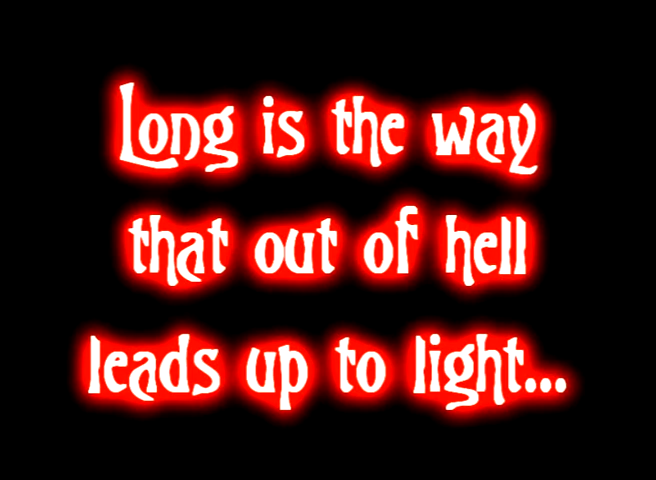 Long is the way
that out of hell
leads up to light...